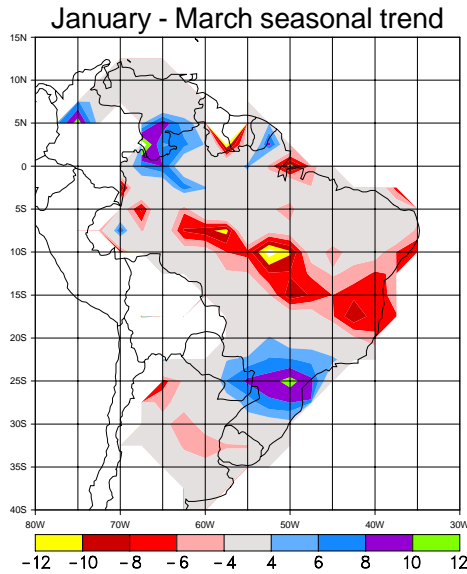 January - March seasonal trend
15N
10N
5N
0
5S
10S
15S
20S
25S
30S
35S
40S
80W 70W 60W 50W 40W 30W
-12 -10 -8 -6 -4 4 6 8 10 12